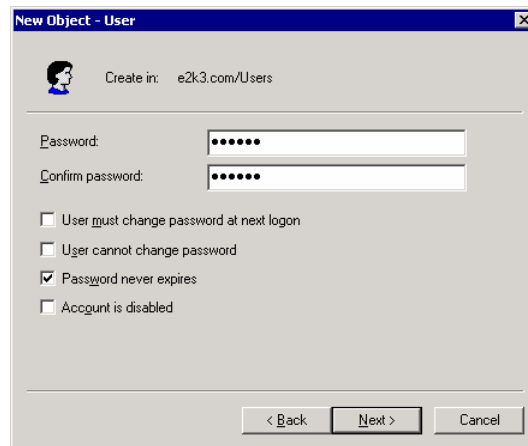 New Object - User
Create in: e2k3.com/Users
Password: ••••••
Confirm password: ••••••
User must change password at next logon
User cannot change password
Password never expires
Account is disabled
< Back Next > Cancel